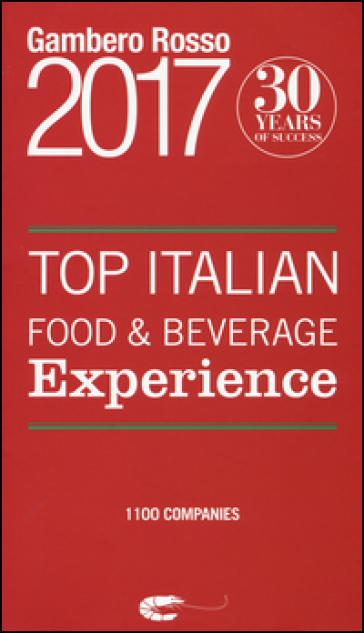 Gambero Rosso
2017
30
YEARS
OF SUCCESS
TOP ITALIAN
FOOD & BEVERAGE
Experience
1100 COMPANIES